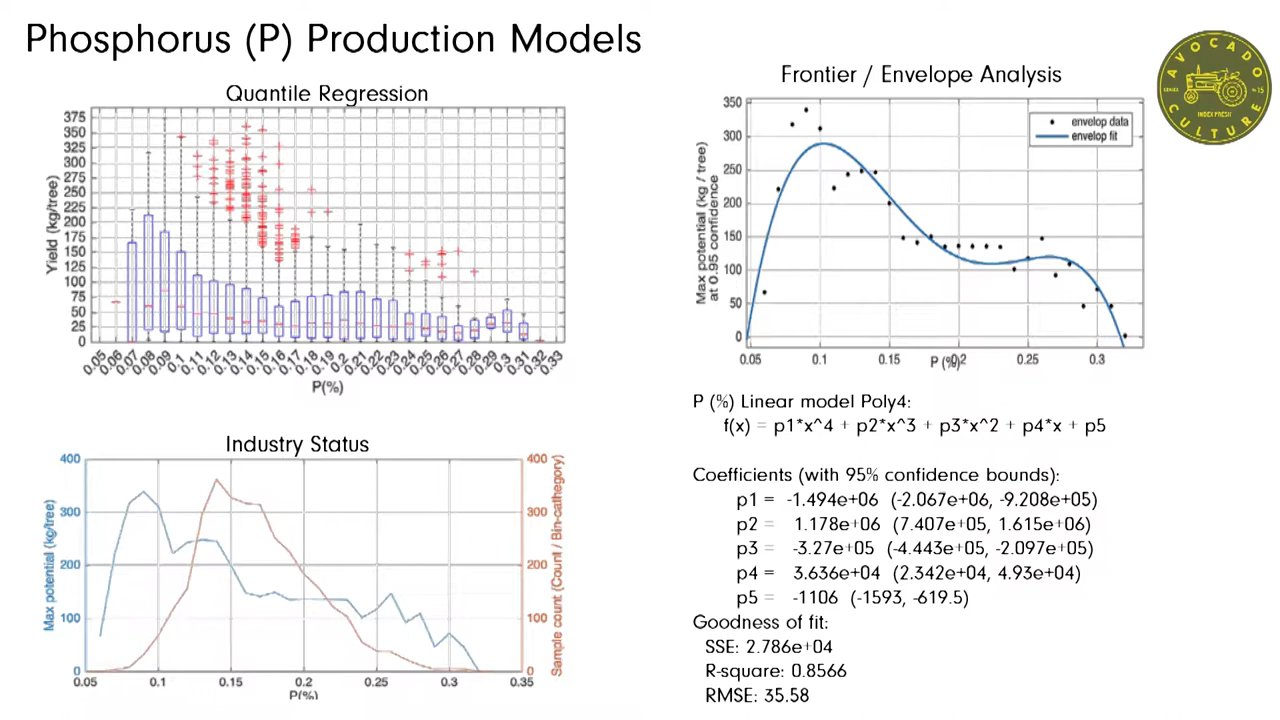 Phosphorus (P) Production Models
Quantile Regression
Yield (kg/tree)
375
350
325
300
275
250
225
200
175
150
125
100
75
50
25
0
0.05 0.06 0.07 0.08 0.09 0.1 0.11 0.12 0.13 0.14 0.15 0.16 0.17 0.18 0.19 0.2 0.21 0.22 0.23 0.24 0.25 0.26 0.27 0.28 0.29 0.3 0.31 0.32 0.33
P(%)
Industry Status
Max potential (kg/tree)
400
300
200
100
0
400
300
200
100
0
Sample count (Count / Bin-cathegory)
0.05 0.1 0.15 0.2 0.25 0.3 0.35
P(%)
Frontier / Envelope Analysis
Max potential (kg / tree)
at 0.95 confidence
350
300
250
200
150
100
50
0
envelop data
envelop fit
0.05 0.1 0.15 0.2 0.25 0.3
P (%)
P (%) Linear model Poly4:
f(x) = p1*x^4 + p2*x^3 + p3*x^2 + p4*x + p5
Coefficients (with 95% confidence bounds):
p1 = -1.494e+06 (-2.067e+06, -9.208e+05)
p2 = 1.178e+06 (7.407e+05, 1.615e+06)
p3 = -3.27e+05 (-4.443e+05, -2.097e+05)
p4 = 3.636e+04 (2.342e+04, 4.93e+04)
p5 = -1106 (-1593, -619.5)
Goodness of fit:
SSE: 2.786e+04
R-square: 0.8566
RMSE: 35.58
AVOCADO
SERIES No 15
INDEX FRESH
CULTURE